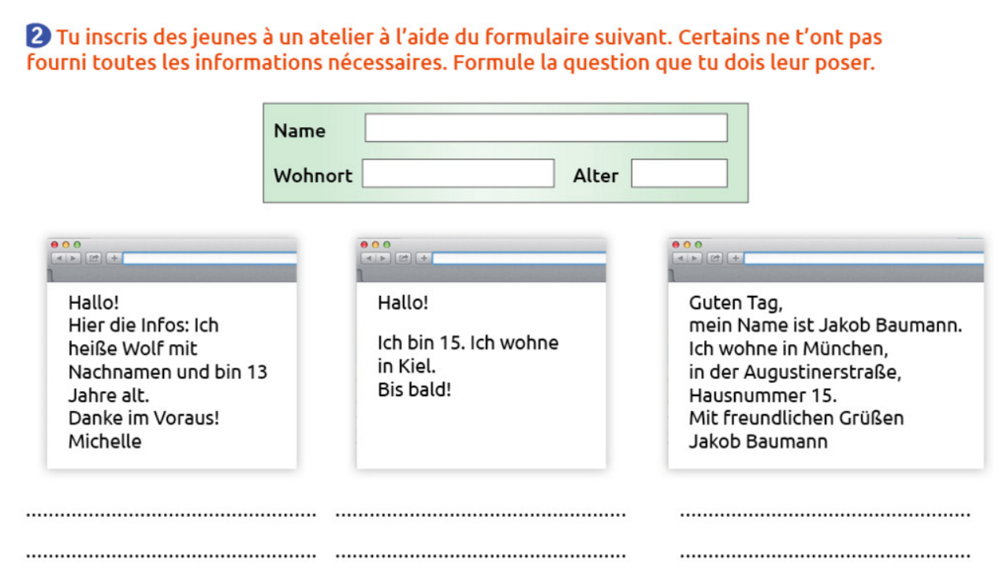 2 Tu inscris des jeunes à un atelier à l'aide du formulaire suivant. Certains ne t'ont pas
fourni toutes les informations nécessaires. Formule la question que tu dois leur poser.
Name
Wohnort Alter
Hallo!
Hier die Infos: Ich
heiße Wolf mit
Nachnamen und bin 13
Jahre alt.
Danke im Voraus!
Michelle
Hallo!
Ich bin 15. Ich wohne
in Kiel.
Bis bald!
Guten Tag,
mein Name ist Jakob Baumann.
Ich wohne in München,
in der Augustinerstraße,
Hausnummer 15.
Mit freundlichen Grüßen
Jakob Baumann